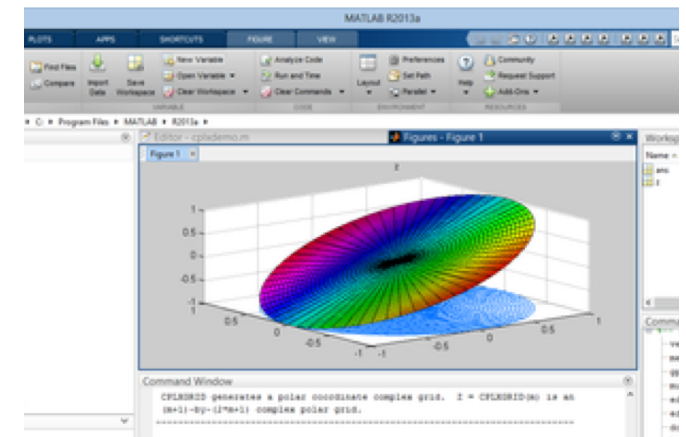 MATLAB R2013a
PLOTS APPS SHORTCUTS FIGURE VIEW
Find Files
Compare
Import Data
Save Workspace
New Variable
Open Variable
Clear Workspace
Analyze Code
Run and Time
Clear Commands
Layout
Preferences
Set Path
Parallel
Help
Community
Request Support
Add-Ons
VARIABLE CODE ENVIRONMENT RESOURCES
C: Program Files MATLAB R2013a
Editor - cplxdemo.m
Figures - Figure 1
Figure 1
Name
ans
z
z
1
0.5
0
-0.5
-1
1
0.5
0
-0.5
-1
-1
-0.5
0
0.5
1
Command Window
CPLXGRID generates a polar coordinate complex grid. Z = CPLXGRID(m) is an
(m+1)-by-(2*m+1) complex polar grid.